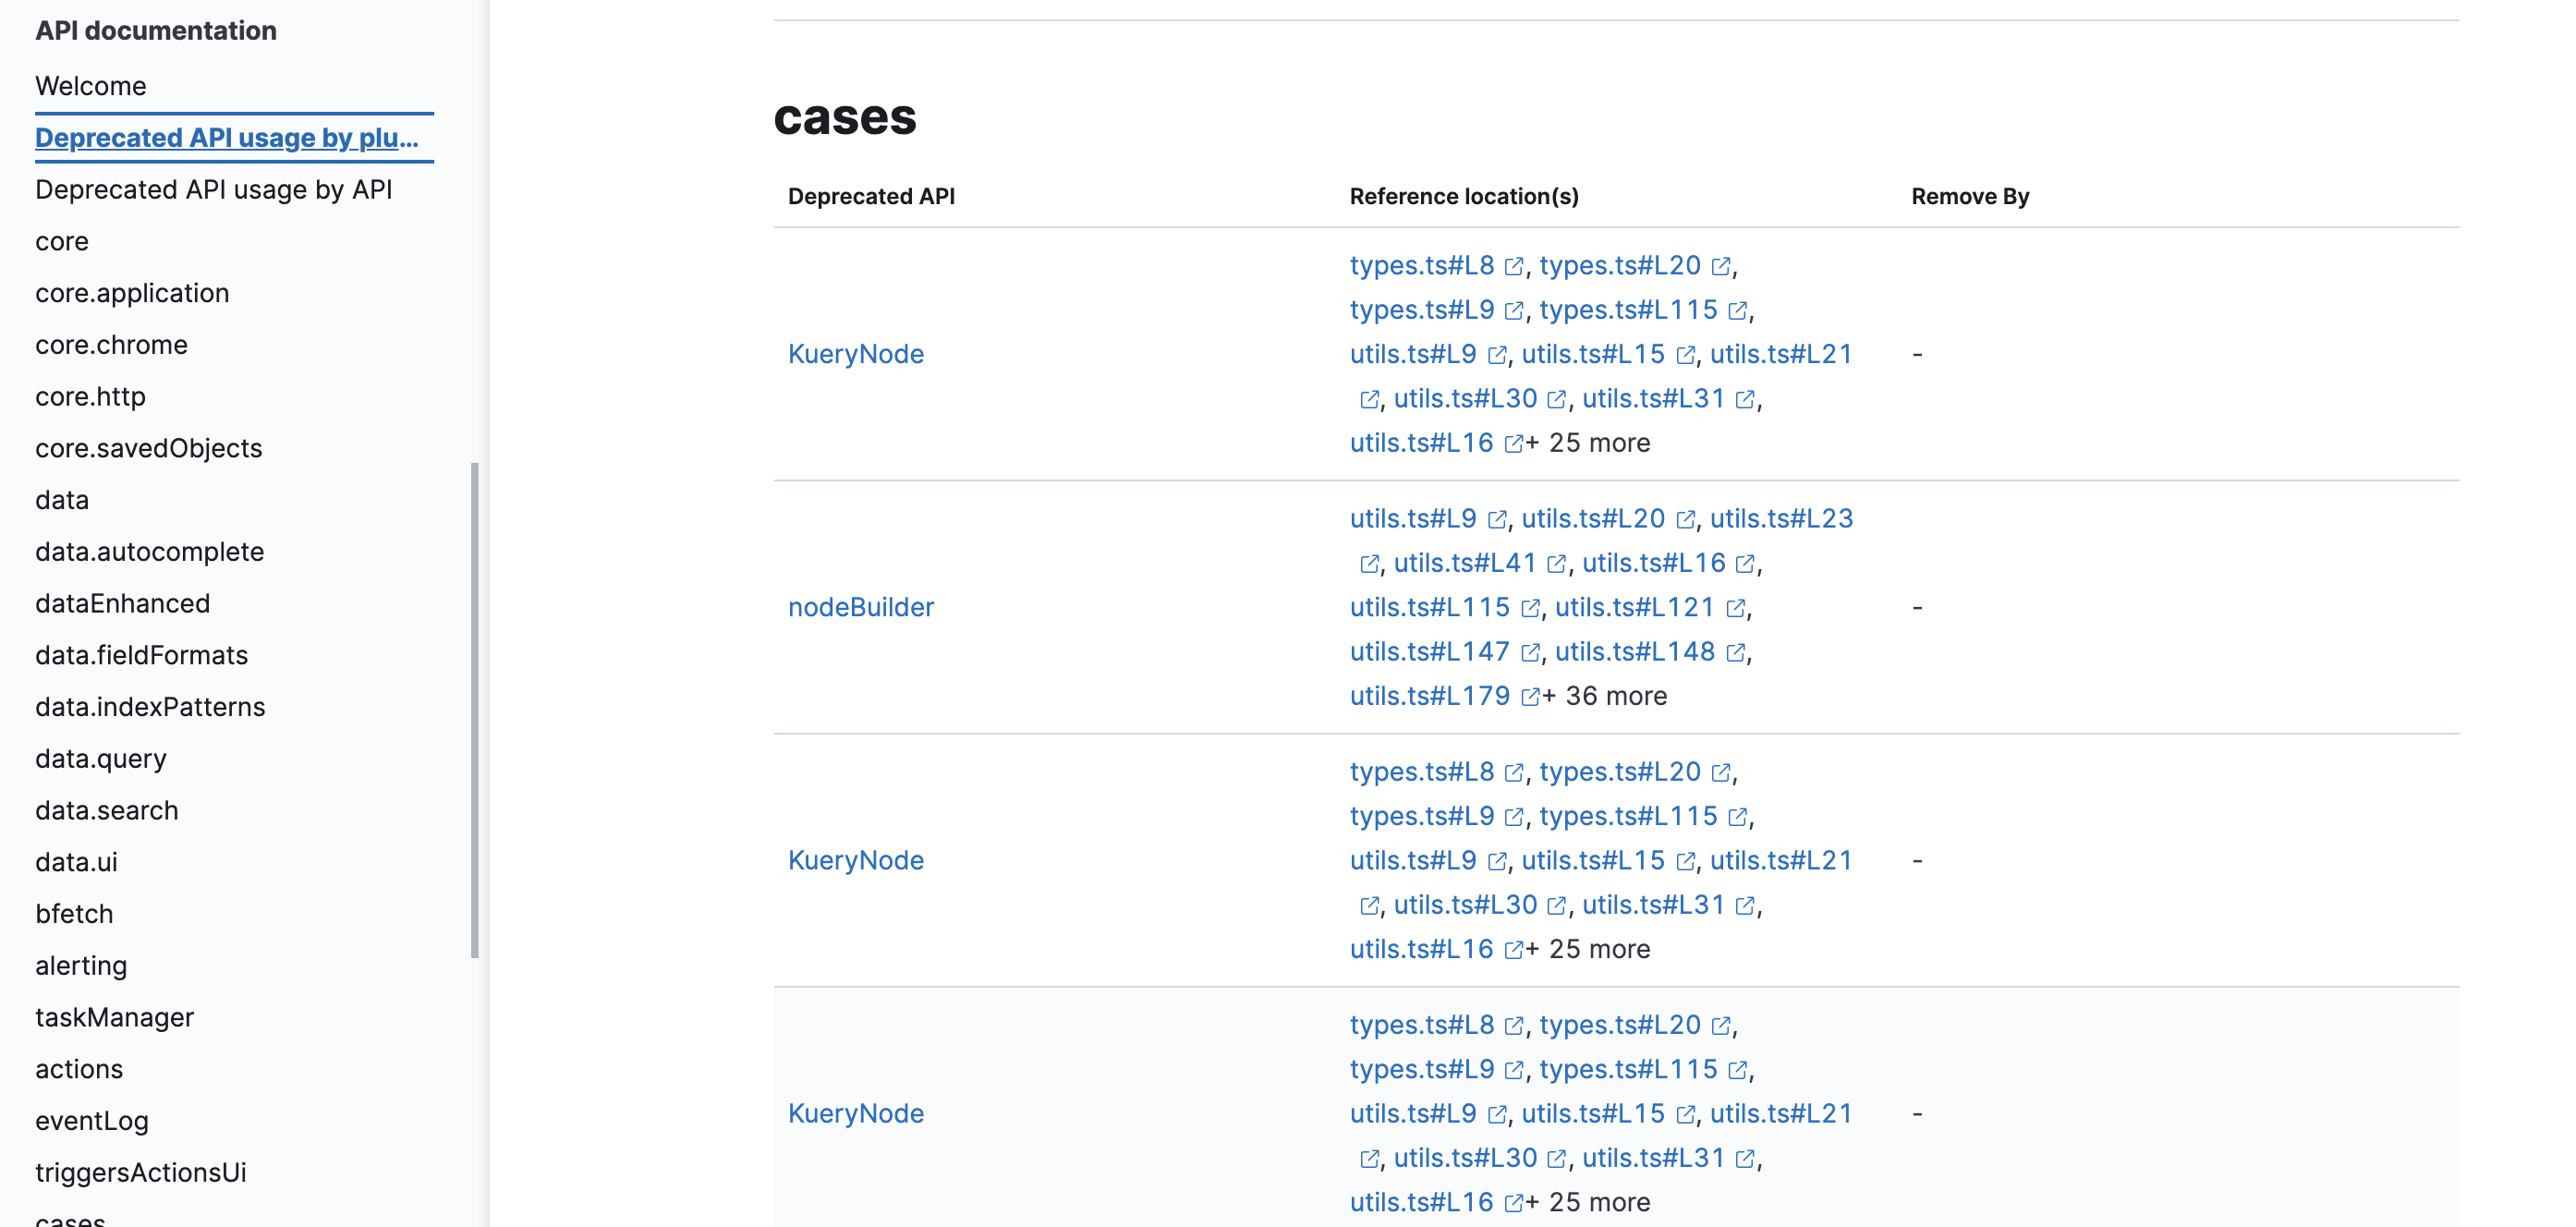 API documentation
Welcome
Deprecated API usage by plu...
Deprecated API usage by API
core
core.application
core.chrome
core.http
core.savedObjects
data
data.autocomplete
dataEnhanced
data.fieldFormats
data.indexPatterns
data.query
data.search
data.ui
bfetch
alerting
taskManager
actions
eventLog
triggersActionsUi
cases
cases
Deprecated API Reference location(s) Remove By
types.ts#L8, types.ts#L20,
types.ts#L9, types.ts#L115,
KueryNode utils.ts#L9, utils.ts#L15, utils.ts#L21 -
, utils.ts#L30, utils.ts#L31,
utils.ts#L16+ 25 more
utils.ts#L9, utils.ts#L20, utils.ts#L23
, utils.ts#L41, utils.ts#L16,
nodeBuilder utils.ts#L115, utils.ts#L121, -
utils.ts#L147, utils.ts#L148,
utils.ts#L179+ 36 more
types.ts#L8, types.ts#L20,
types.ts#L9, types.ts#L115,
KueryNode utils.ts#L9, utils.ts#L15, utils.ts#L21 -
, utils.ts#L30, utils.ts#L31,
utils.ts#L16+ 25 more
types.ts#L8, types.ts#L20,
types.ts#L9, types.ts#L115,
KueryNode utils.ts#L9, utils.ts#L15, utils.ts#L21 -
, utils.ts#L30, utils.ts#L31,
utils.ts#L16+ 25 more